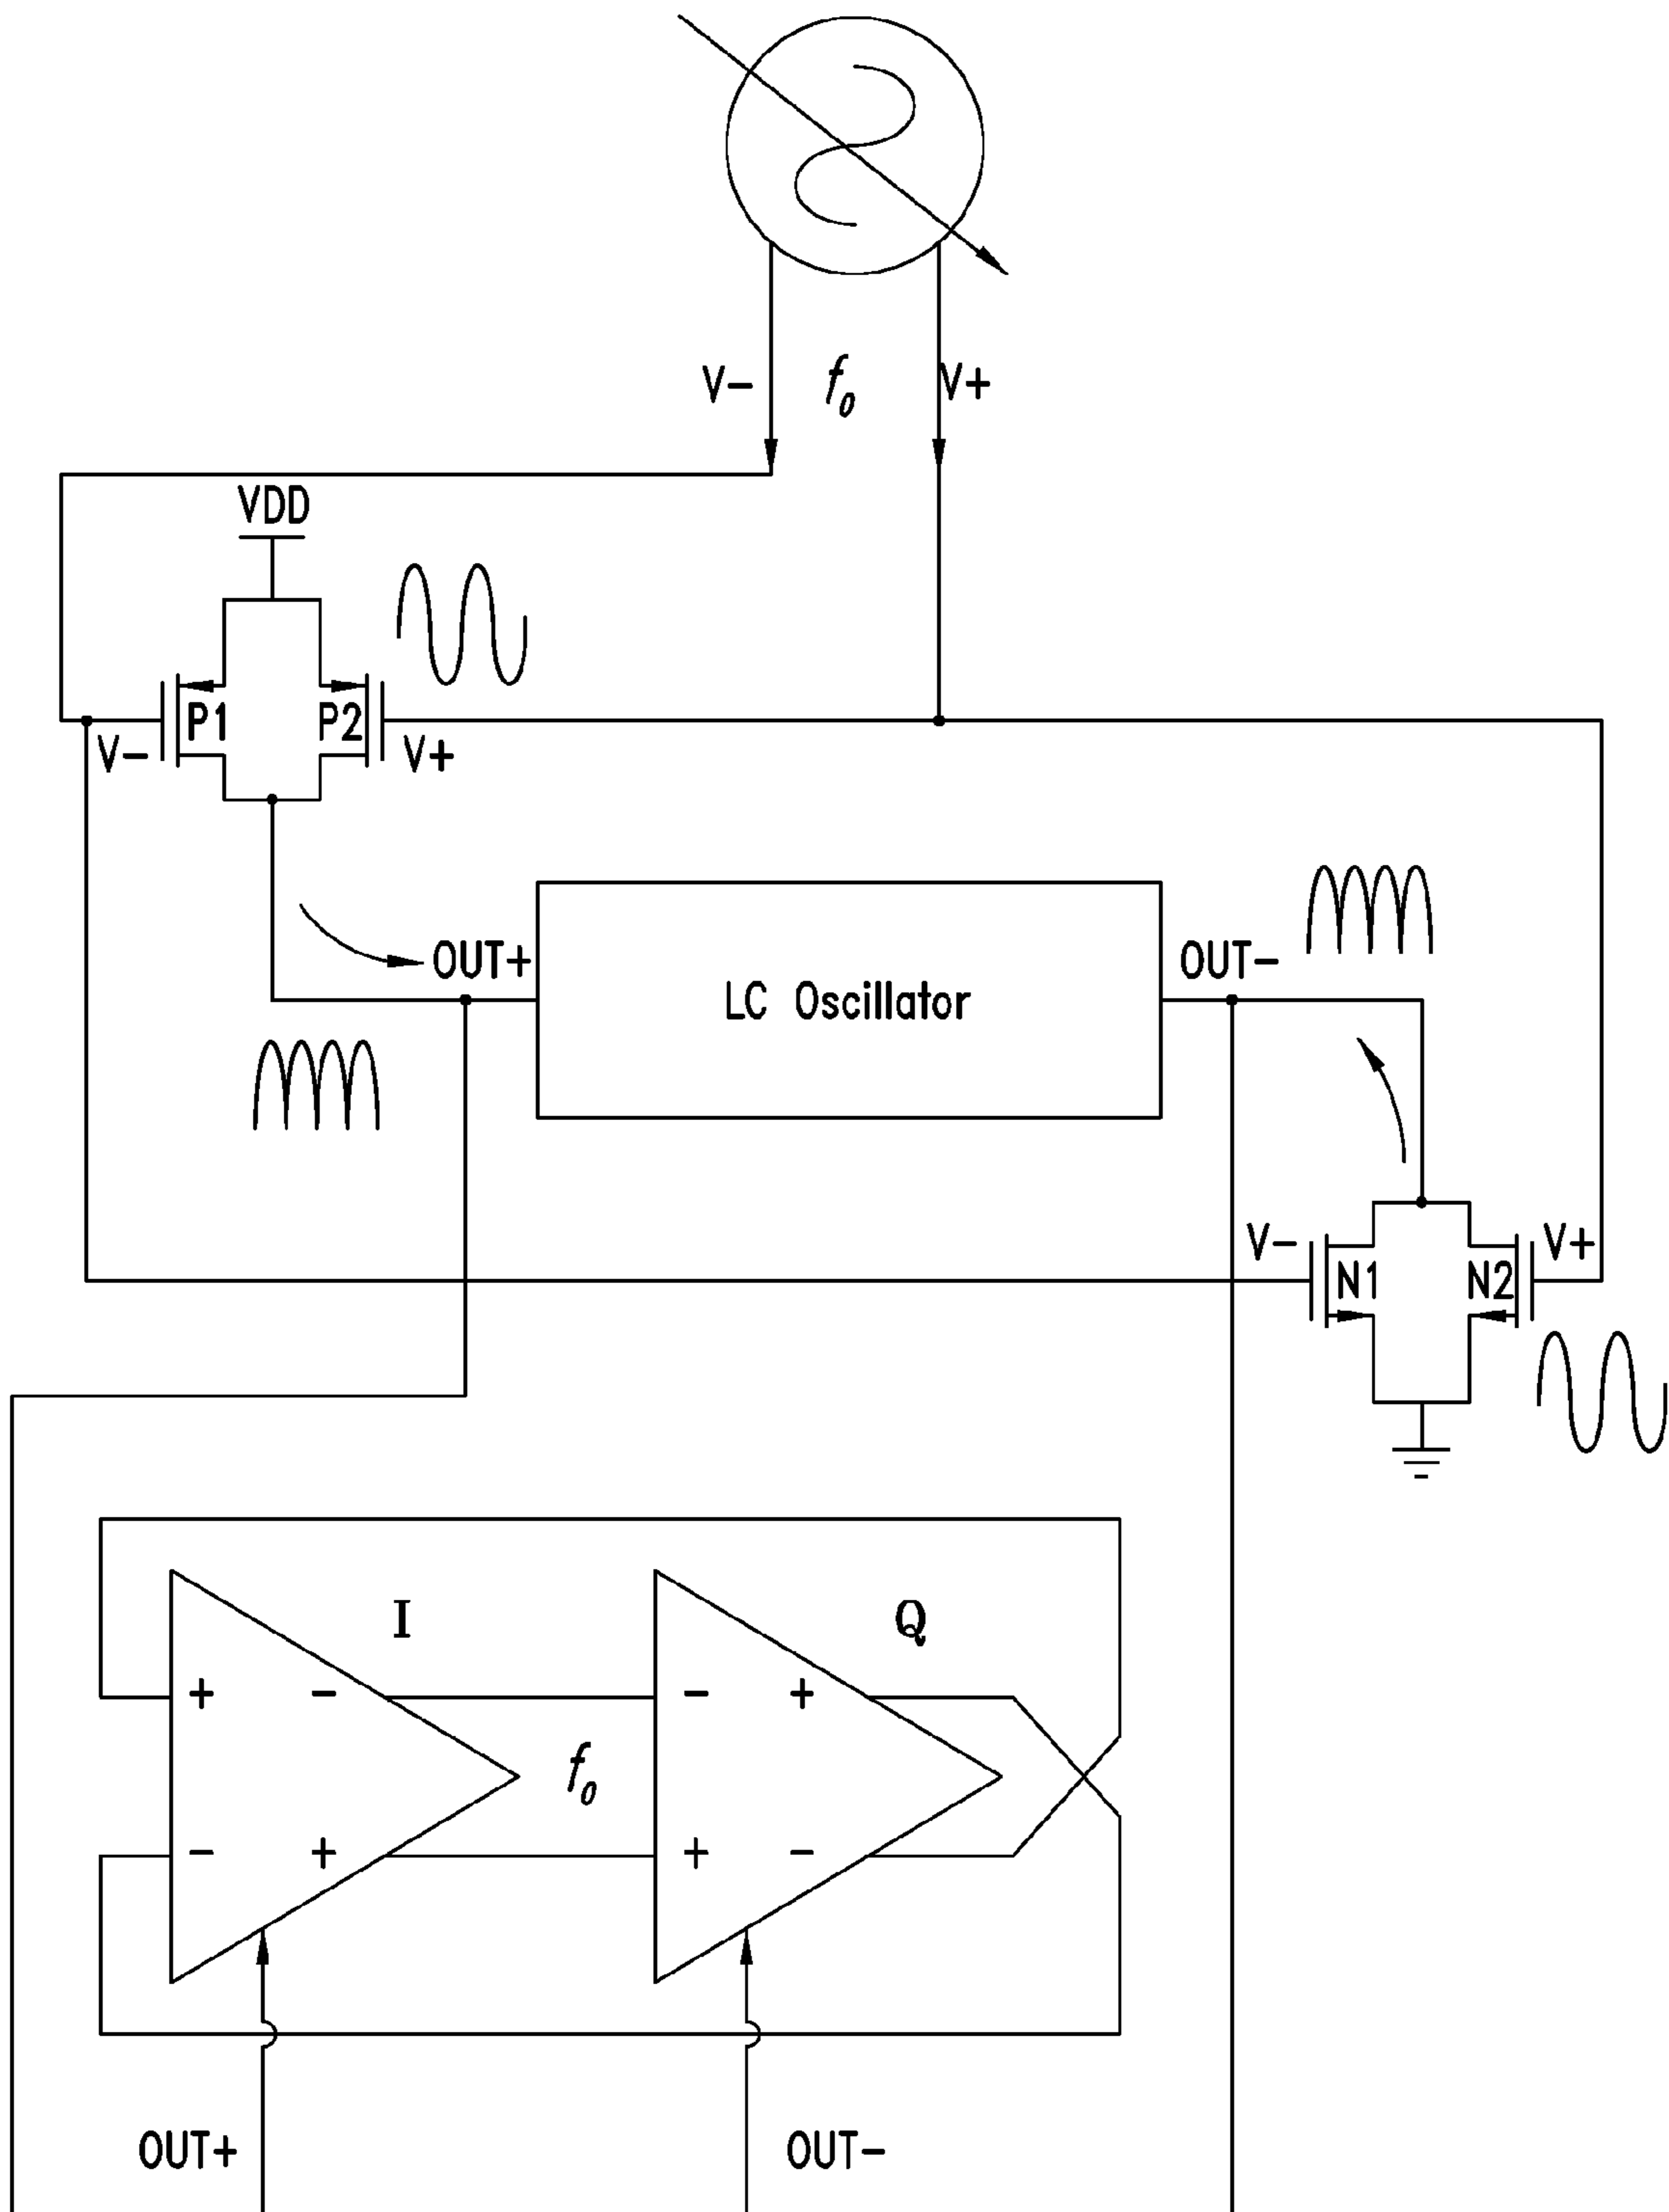 V-
f0
V+
VDD
P1
P2
V-
V+
OUT+
LC Oscillator
OUT-
V-
N1
N2
V+
I
Q
+ - - +
f0
- + + -
OUT+
OUT-